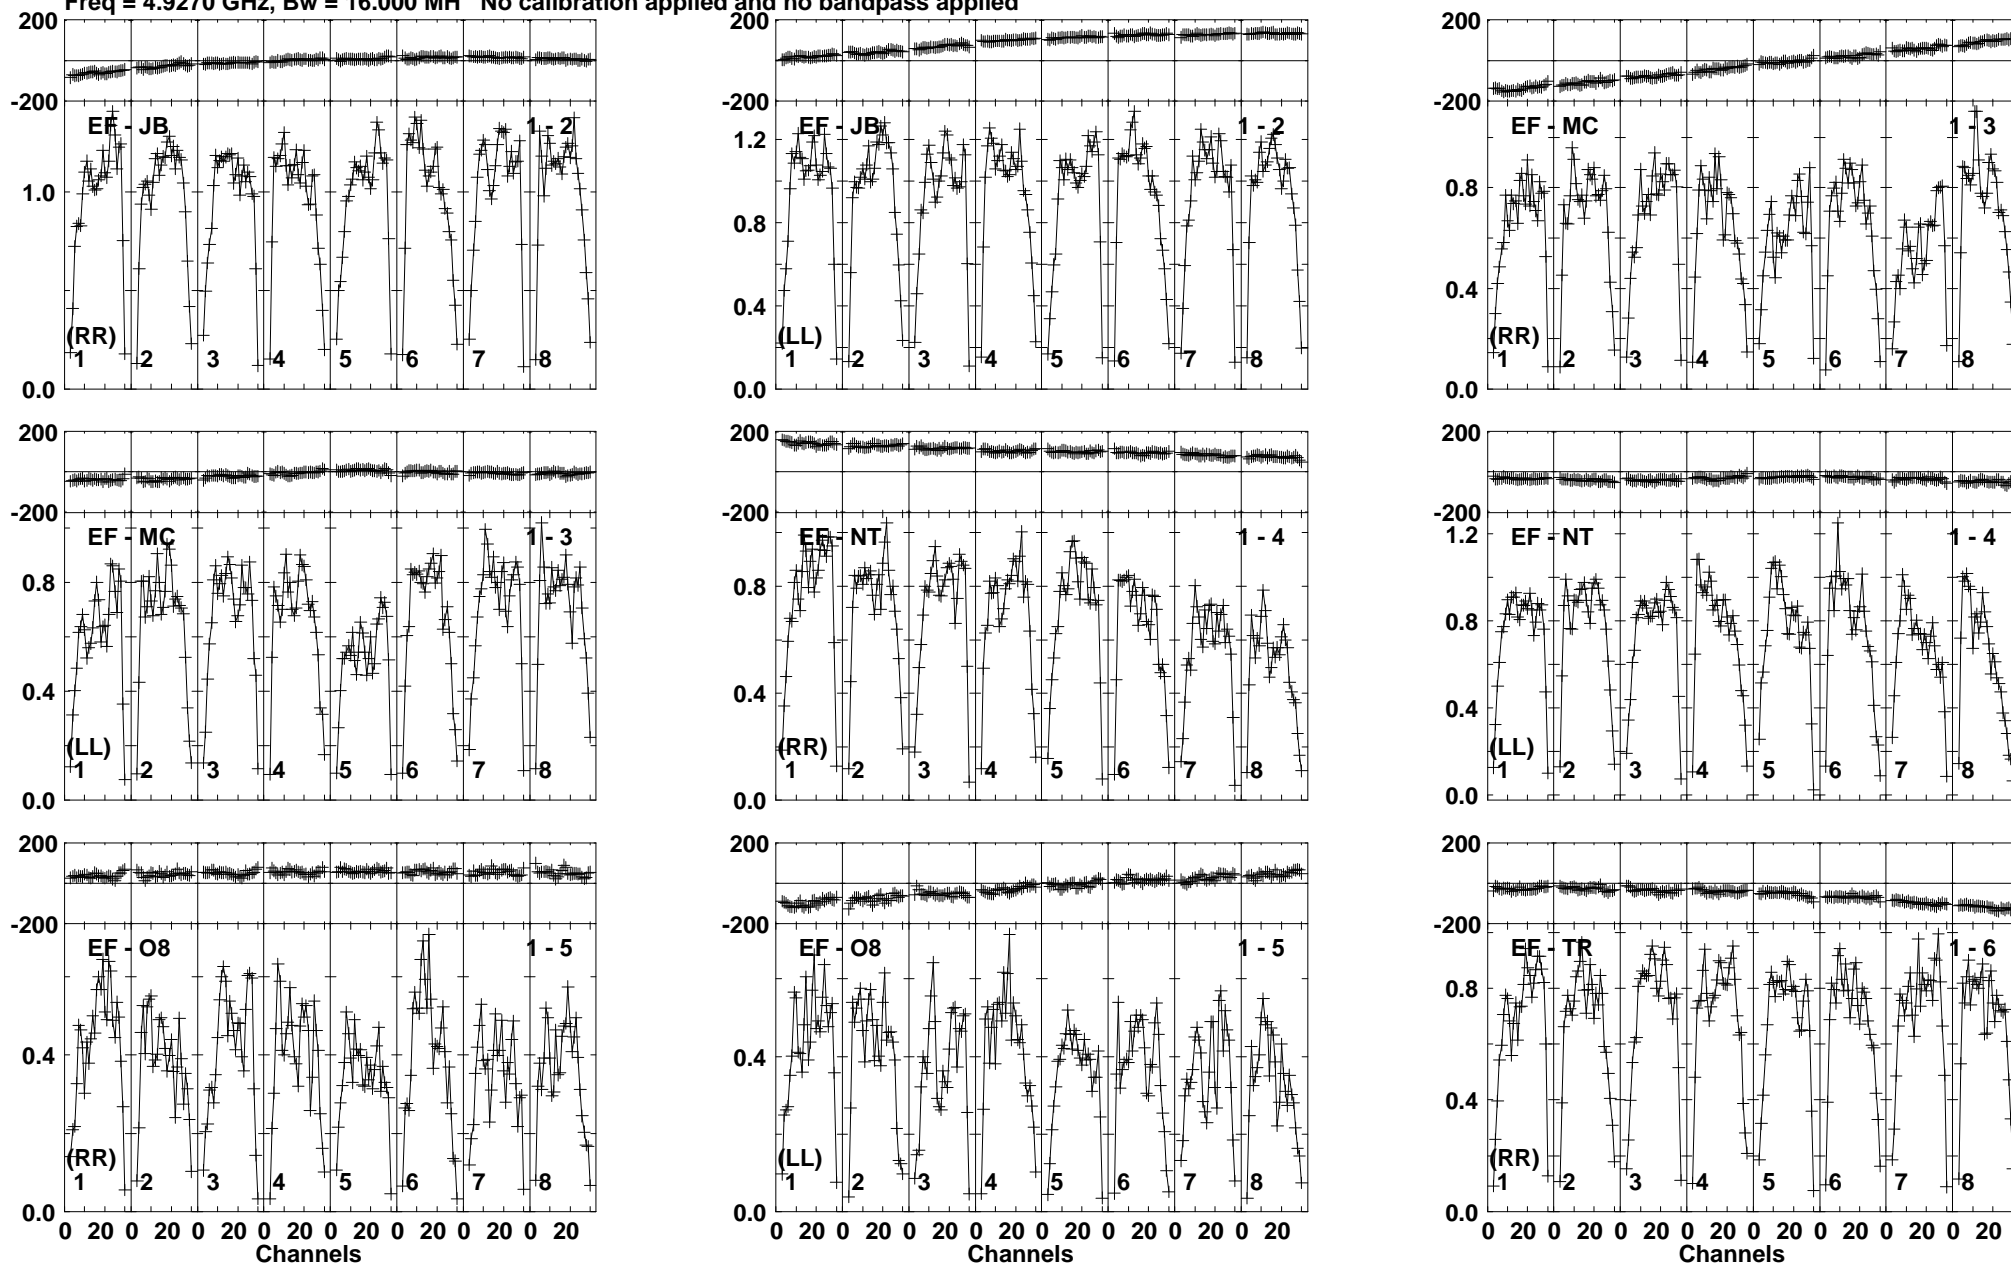 Freq = 4.9270 GHz, Bw = 16.000 MH No calibration applied and no bandpass applied
200 200 200
-200 -200 -200
EF - JB 1 - 2 EF - JB 1 - 2 EF - MC 1 - 3
1.2
1.0
0.8 0.8
0.4 0.4
(RR) (LL) (RR)
1 2 3 4 5 6 7 8 1 2 3 4 5 6 7 8 1 2 3 4 5 6 7 8
0.0 0.0 0.0
200 200 200
-200 -200 -200
EF - MC 1 - 3 EF - NT 1 - 4 EF - NT 1 - 4
1.2
0.8 0.8 0.8
0.4 0.4 0.4
(LL) (RR) (LL)
1 2 3 4 5 6 7 8 1 2 3 4 5 6 7 8 1 2 3 4 5 6 7 8
0.0 0.0 0.0
200 200 200
-200 -200 -200
EF - O8 1 - 5 EF - O8 1 - 5 EF - TR 1 - 6
0.8
0.4 0.4 0.4
(RR) (LL) (RR)
1 2 3 4 5 6 7 8 1 2 3 4 5 6 7 8 1 2 3 4 5 6 7 8
0.0 0.0 0.0
0 20 0 20 0 20 0 20 0 20 0 20 0 20 0 20 0 20 0 20 0 20 0 20 0 20 0 20 0 20 0 20 0 20 0 20 0 20 0 20 0 20 0 20 0 20 0 20
Channels Channels Channels